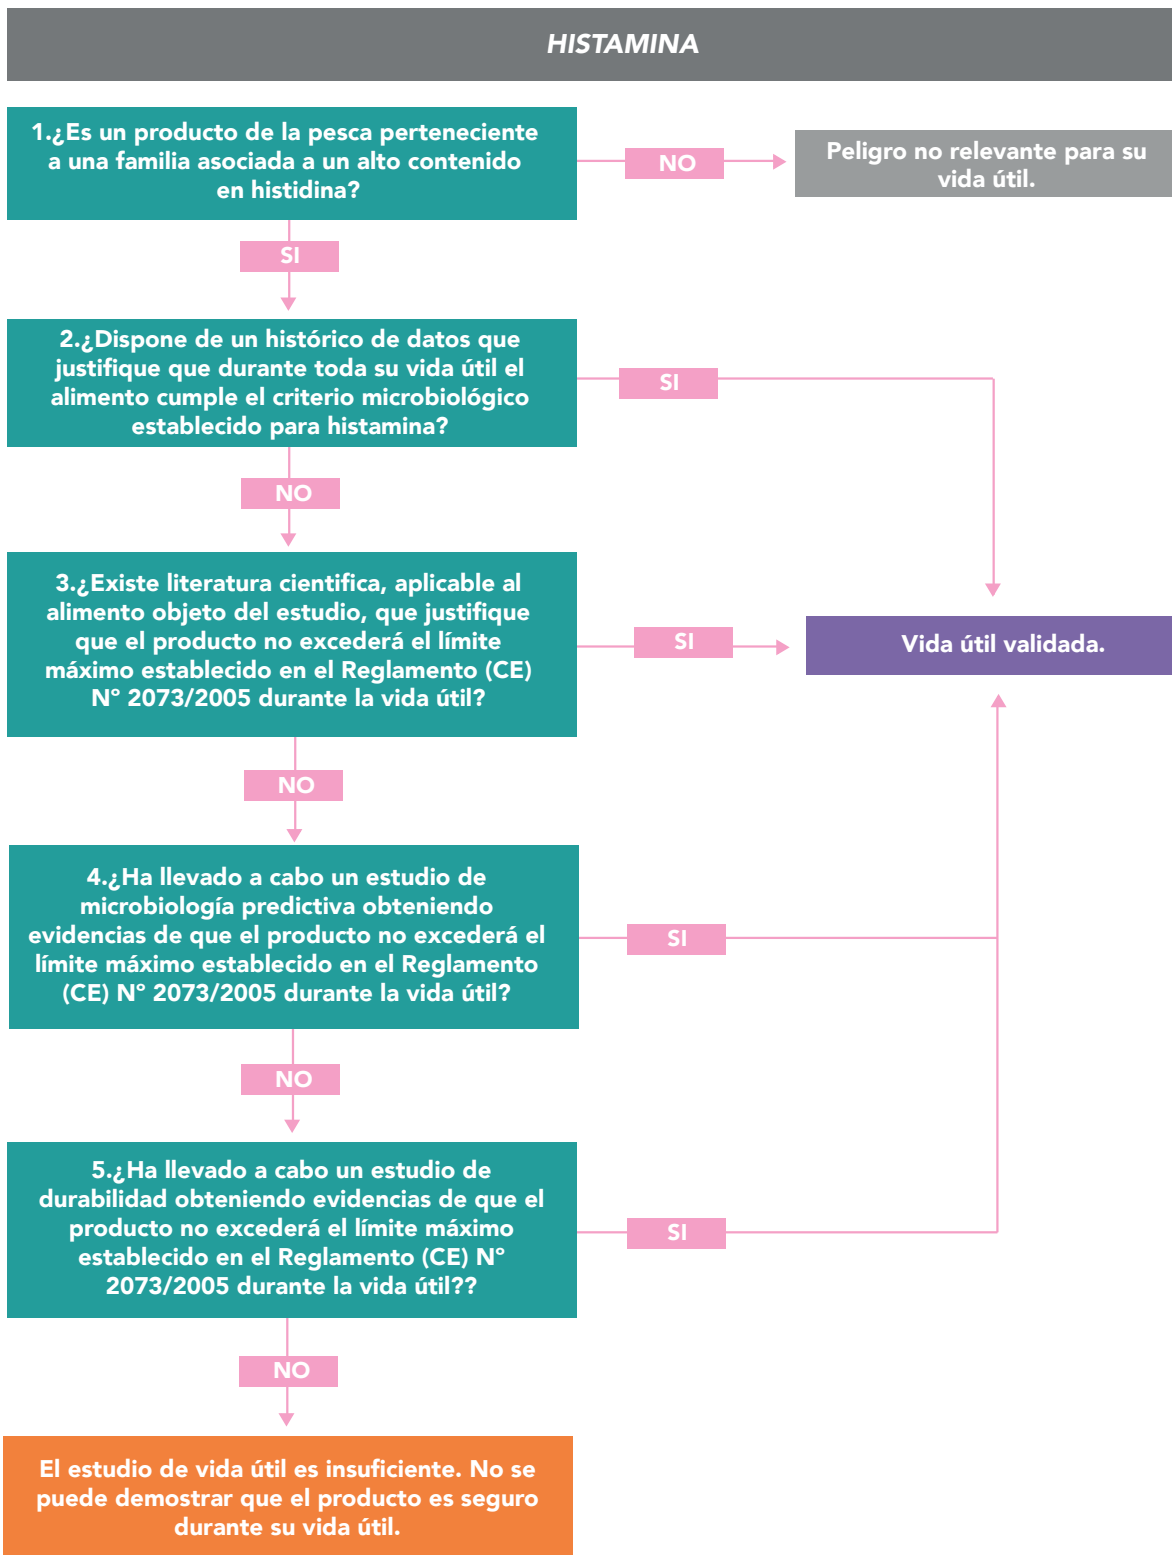 HISTAMINA
1.¿Es un producto de la pesca perteneciente
a una familia asociada a un alto contenido
en histidina?
NO
Peligro no relevante para su
vida útil.
SI
2.¿Dispone de un histórico de datos que
justifique que durante toda su vida útil el
alimento cumple el criterio microbiológico
establecido para histamina?
SI
NO
3.¿Existe literatura cientifica, aplicable al
alimento objeto del estudio, que justifique
que el producto no excederá el límite
máximo establecido en el Reglamento (CE)
Nº 2073/2005 durante la vida útil?
SI
Vida útil validada.
NO
4.¿Ha llevado a cabo un estudio de
microbiología predictiva obteniendo
evidencias de que el producto no excederá el
límite máximo establecido en el Reglamento
(CE) Nº 2073/2005 durante la vida útil?
SI
NO
5.¿Ha llevado a cabo un estudio de
durabilidad obteniendo evidencias de que el
producto no excederá el límite máximo
establecido en el Reglamento (CE) Nº
2073/2005 durante la vida útil??
SI
NO
El estudio de vida útil es insuficiente. No se
puede demostrar que el producto es seguro
durante su vida útil.